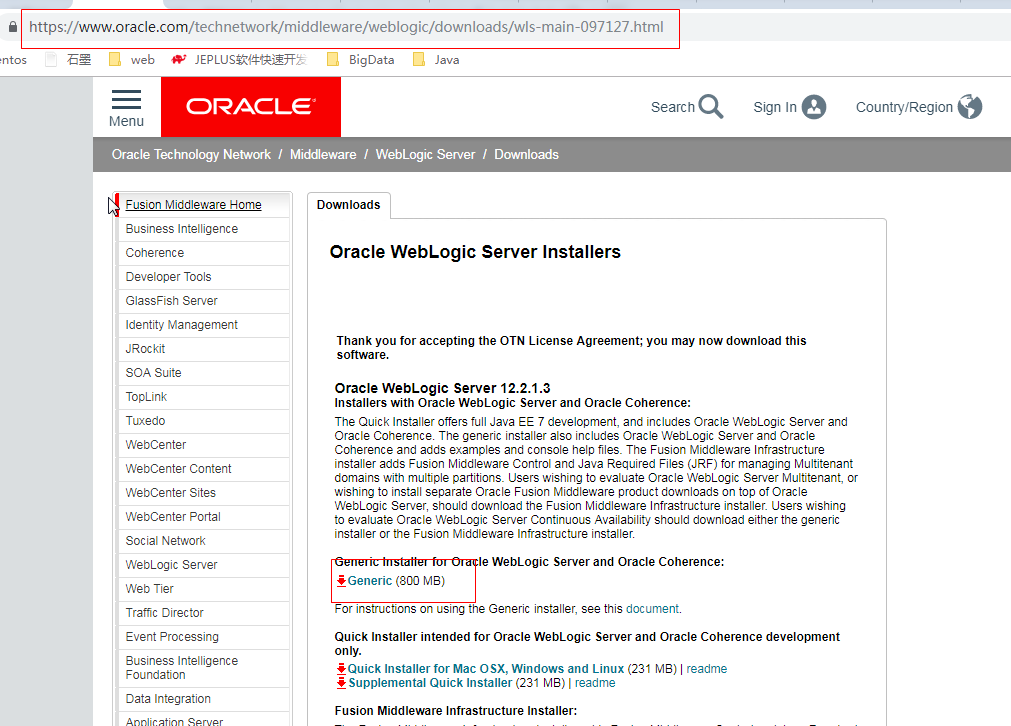 https://www.oracle.com/technetwork/middleware/weblogic/downloads/wls-main-097127.html
entos 石墨 web JEPLUS软件快速开发 BigData Java
Menu
ORACLE
Search
Sign In
Country/Region
Oracle Technology Network / Middleware / WebLogic Server / Downloads
Fusion Middleware Home
Business Intelligence
Coherence
Developer Tools
GlassFish Server
Identity Management
JRockit
SOA Suite
TopLink
Tuxedo
WebCenter
WebCenter Content
WebCenter Sites
WebCenter Portal
Social Network
WebLogic Server
Web Tier
Traffic Director
Event Processing
Business Intelligence
Foundation
Data Integration
Application Server
Downloads
Oracle WebLogic Server Installers
Thank you for accepting the OTN License Agreement; you may now download this
software.
Oracle WebLogic Server 12.2.1.3
Installers with Oracle WebLogic Server and Oracle Coherence:
The Quick Installer offers full Java EE 7 development, and includes Oracle WebLogic Server and
Oracle Coherence. The generic installer also includes Oracle WebLogic Server and Oracle
Coherence and adds examples and console help files. The Fusion Middleware Infrastructure
installer adds Fusion Middleware Control and Java Required Files (JRF) for managing Multitenant
domains with multiple partitions. Users wishing to evaluate Oracle WebLogic Server Multitenant, or
wishing to install separate Oracle Fusion Middleware product downloads on top of Oracle
WebLogic Server, should download the Fusion Middleware Infrastructure installer. Users wishing
to evaluate Oracle WebLogic Server Continuous Availability should download either the generic
installer or the Fusion Middleware Infrastructure installer.
Generic Installer for Oracle WebLogic Server and Oracle Coherence:
Generic (800 MB)
For instructions on using the Generic installer, see this document.
Quick Installer intended for Oracle WebLogic Server and Oracle Coherence development
only.
Quick Installer for Mac OSX, Windows and Linux (231 MB) | readme
Supplemental Quick Installer (231 MB) | readme
Fusion Middleware Infrastructure Installer: